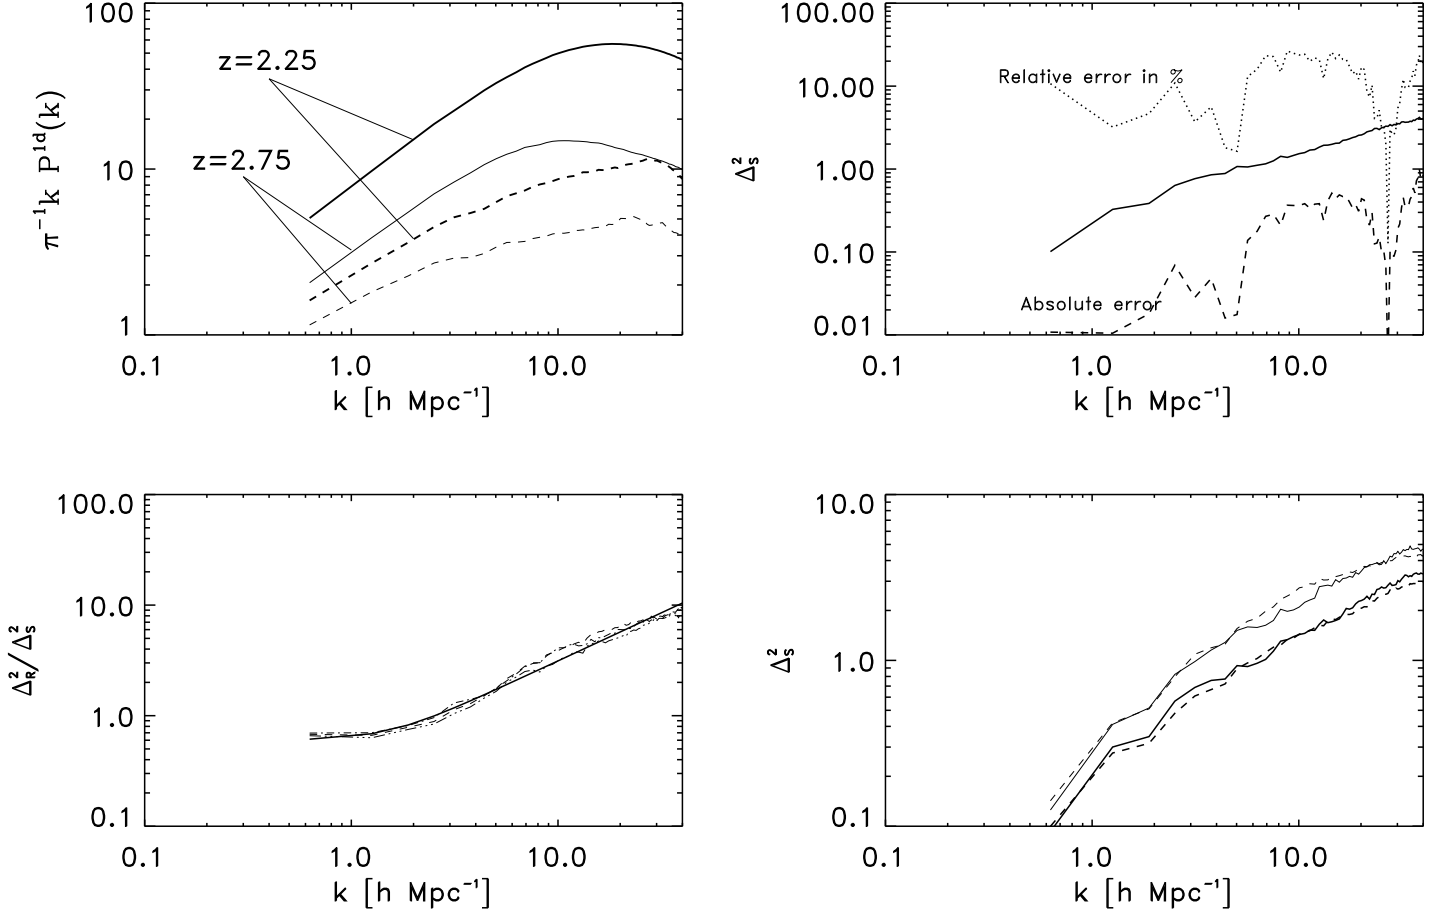 100
10
1
0.1 1.0 10.0
z=2.25
z=2.75
π⁻¹k P¹ᵈ(k)
k [h Mpc⁻¹]
100.00
10.00
1.00
0.10
0.01
0.1 1.0 10.0
Relative error in %
Absolute error
Δ²S
k [h Mpc⁻¹]
100.0
10.0
1.0
0.1
0.1 1.0 10.0
Δ²R/Δ²S
k [h Mpc⁻¹]
10.0
1.0
0.1
0.1 1.0 10.0
Δ²S
k [h Mpc⁻¹]